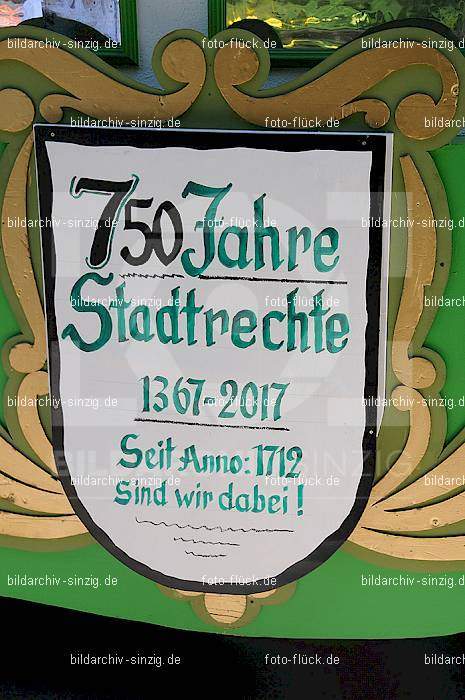 750 Jahre
Stadtrechte
1367-2017
Seit Anno: 1712
Sind wir dabei!
bildarchiv-sinzig.de
foto-flück.de